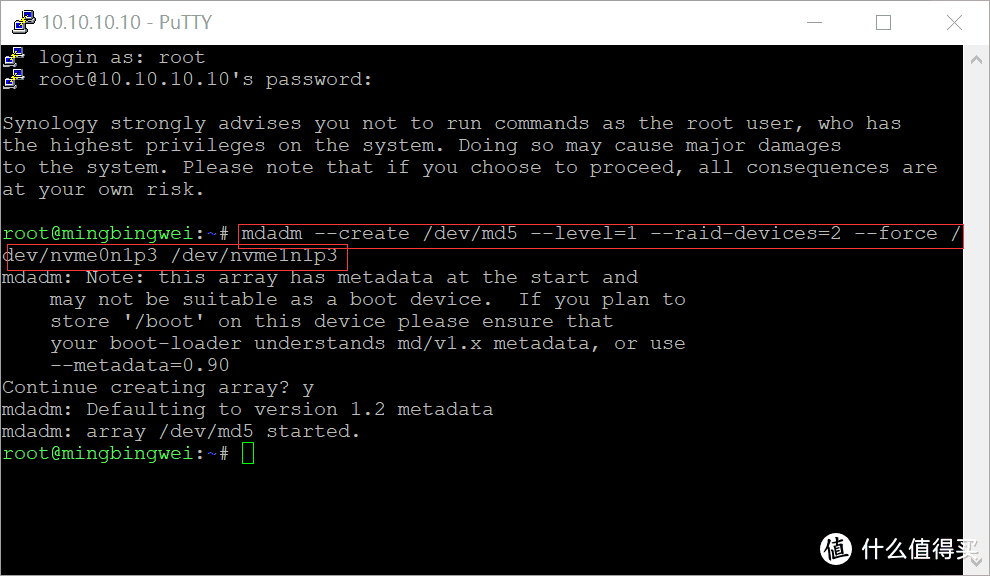 10.10.10.10 - PuTTY
login as: root
root@10.10.10.10's password:
Synology strongly advises you not to run commands as the root user, who has
the highest privileges on the system. Doing so may cause major damages
to the system. Please note that if you choose to proceed, all consequences are
at your own risk.
root@mingbingwei:~# mdadm --create /dev/md5 --level=1 --raid-devices=2 --force /
dev/nvme0n1p3 /dev/nvme1n1p3
mdadm: Note: this array has metadata at the start and
may not be suitable as a boot device.  If you plan to
store '/boot' on this device please ensure that
your boot-loader understands md/v1.x metadata, or use
--metadata=0.90
Continue creating array? y
mdadm: Defaulting to version 1.2 metadata
mdadm: array /dev/md5 started.
root@mingbingwei:~#
值 什么值得买